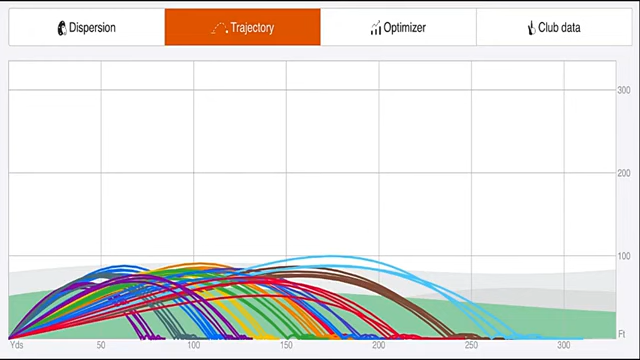 Dispersion
Trajectory
Optimizer
Club data
300
200
100
Ft
Yds
50
100
150
200
250
300